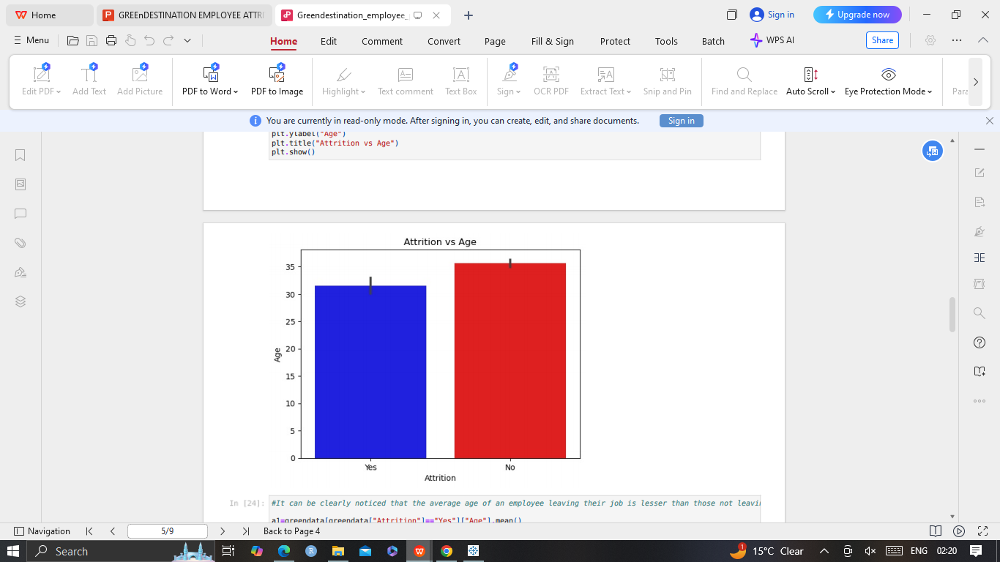 Home
GREEnDESTINATION EMPLOYEE ATTRI
Greendestination_employee_
Sign in
Upgrade now
Menu
Home
Edit
Comment
Convert
Page
Fill & Sign
Protect
Tools
Batch
WPS AI
Share
Edit PDF
Add Text
Add Picture
PDF to Word
PDF to Image
Highlight
Text comment
Text Box
Sign
OCR PDF
Extract Text
Snip and Pin
Find and Replace
Auto Scroll
Eye Protection Mode
Para
You are currently in read-only mode. After signing in, you can create, edit, and share documents.
Sign in
plt.ylabel("Age")
plt.title("Attrition vs Age")
plt.show()
Attrition vs Age
35
30
25
20
15
10
5
0
Age
Yes
No
Attrition
In [24]:
#It can be clearly noticed that the average age of an employee leaving their job is lesser than those not leavi
a1=greendata[greendata["Attrition"]=="Yes"]["Age"].mean()
Navigation
5/9
Back to Page 4
Search
1
15°C Clear
ENG
02:20